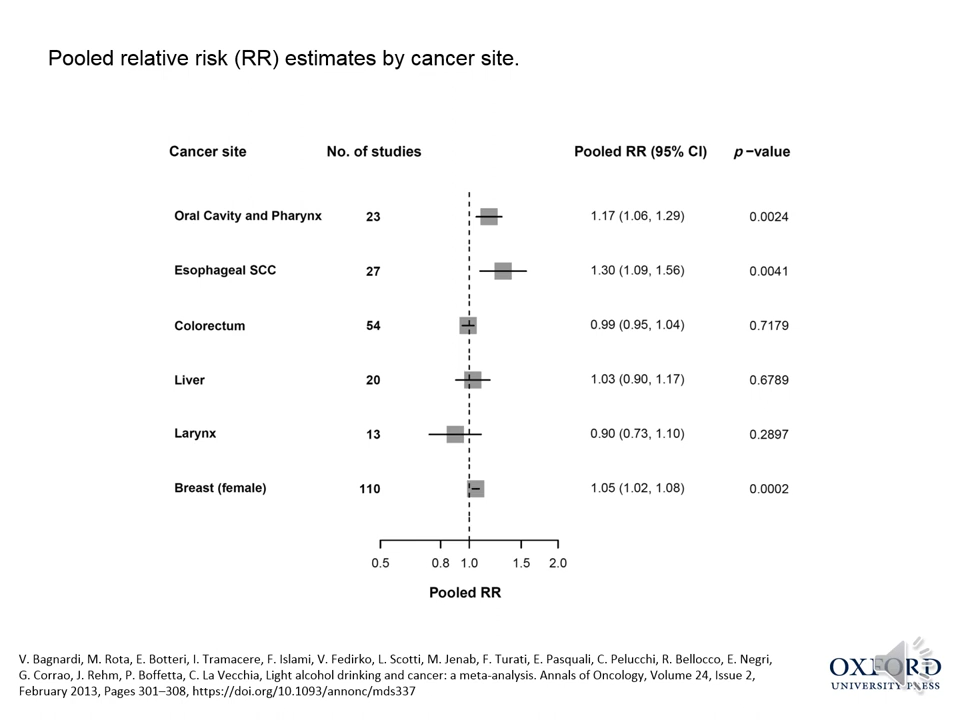 Pooled relative risk (RR) estimates by cancer site.
Cancer site No. of studies Pooled RR (95% CI) p –value
Oral Cavity and Pharynx 23 1.17 (1.06, 1.29) 0.0024
Esophageal SCC 27 1.30 (1.09, 1.56) 0.0041
Colorectum 54 0.99 (0.95, 1.04) 0.7179
Liver 20 1.03 (0.90, 1.17) 0.6789
Larynx 13 0.90 (0.73, 1.10) 0.2897
Breast (female) 110 1.05 (1.02, 1.08) 0.0002
0.5 0.8 1.0 1.5 2.0
Pooled RR
V. Bagnardi, M. Rota, E. Botteri, I. Tramacere, F. Islami, V. Fedirko, L. Scotti, M. Jenab, F. Turati, E. Pasquali, C. Pelucchi, R. Bellocco, E. Negri,
G. Corrao, J. Rehm, P. Boffetta, C. La Vecchia, Light alcohol drinking and cancer: a meta-analysis. Annals of Oncology, Volume 24, Issue 2,
February 2013, Pages 301–308, https://doi.org/10.1093/annonc/mds337
OXFORD
UNIVERSITY PRESS